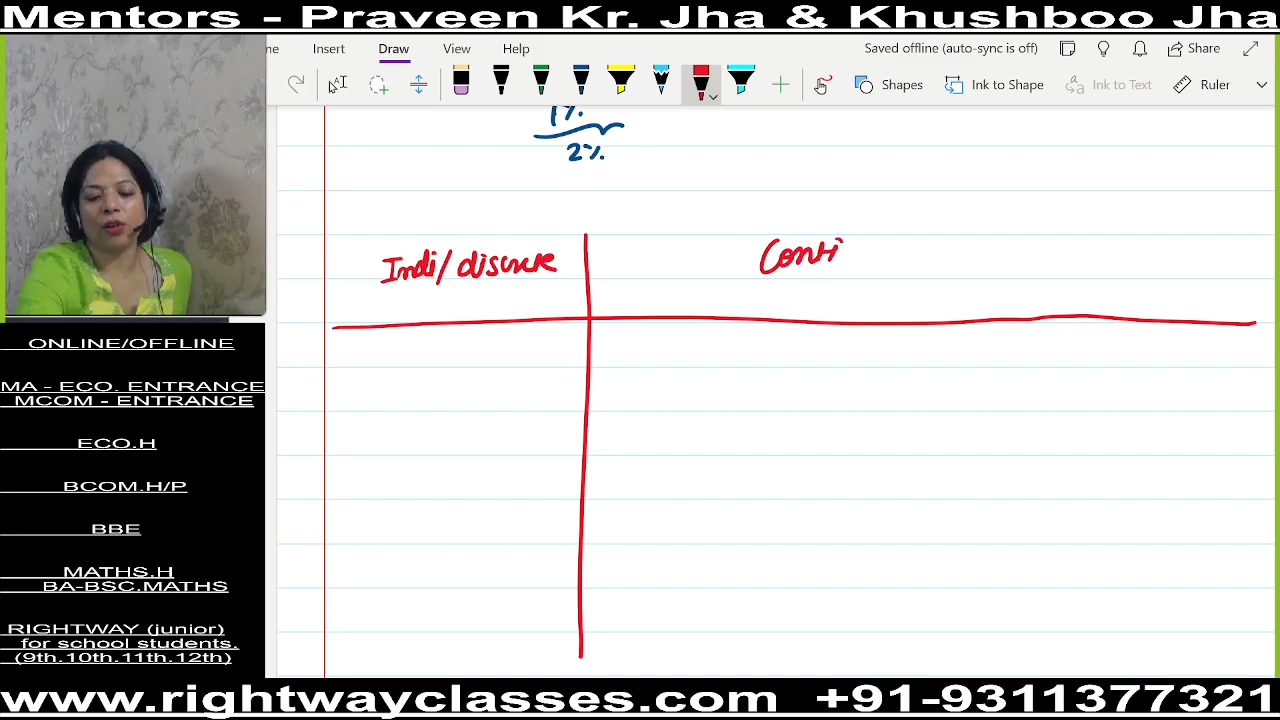 Mentors - Praveen Kr. Jha & Khushboo Jha
Insert Draw View Help
Saved offline (auto-sync is off)
Share
Shapes
Ink to Shape
Ink to Text
Ruler
1%.
2%.
Indi/discrete
Conti
ONLINE/OFFLINE
MA - ECO. ENTRANCE
MCOM - ENTRANCE
ECO.H
BCOM.H/P
BBE
MATHS.H
BA-BSC.MATHS
RIGHTWAY (junior)
for school students.
(9th.10th.11th.12th)
www.rightwayclasses.com +91-9311377321